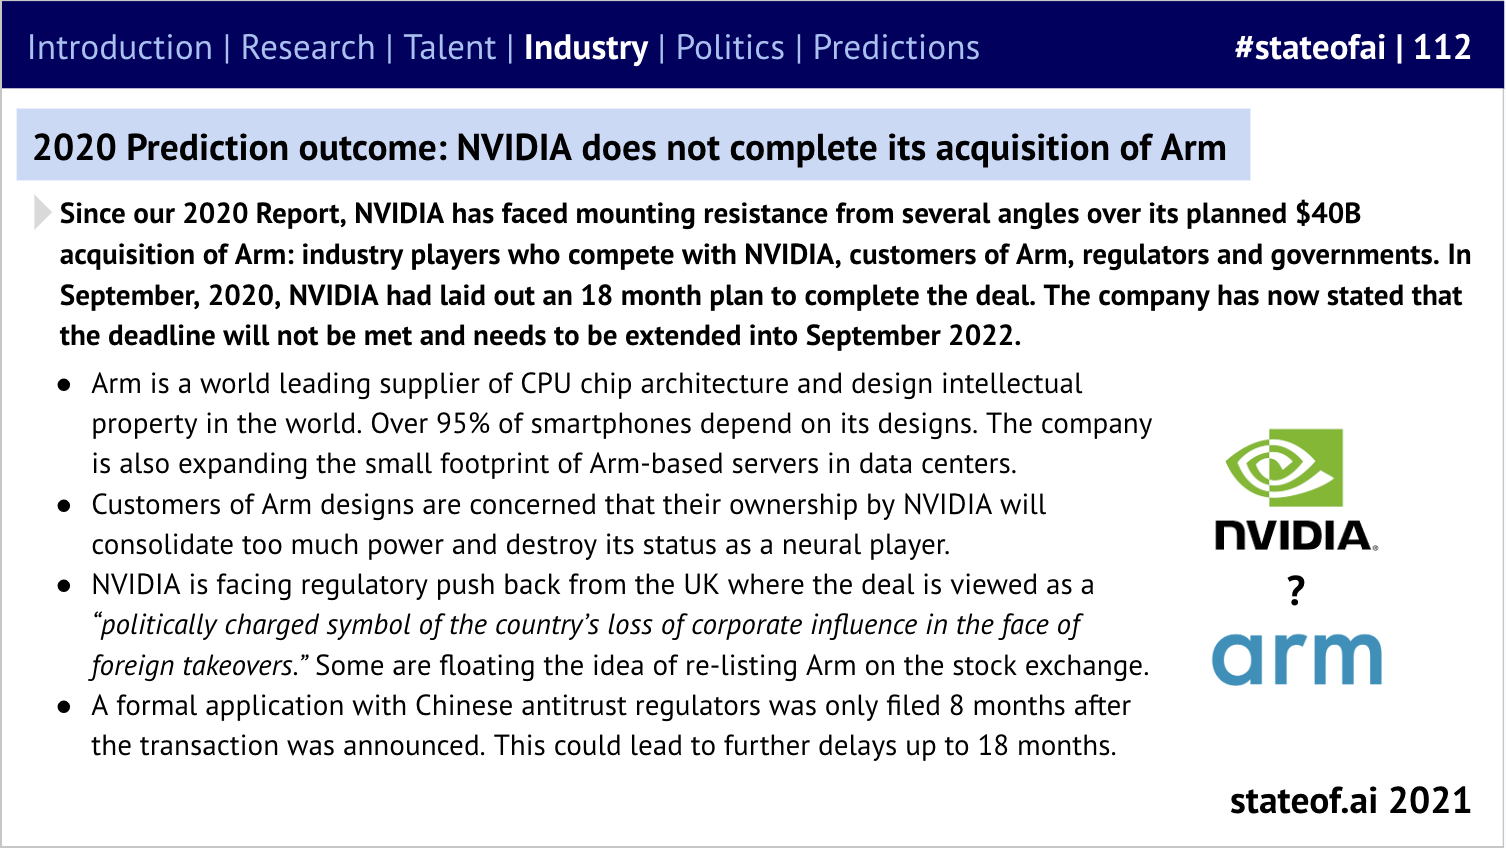 Introduction | Research | Talent | Industry | Politics | Predictions
#stateofai | 112
2020 Prediction outcome: NVIDIA does not complete its acquisition of Arm
Since our 2020 Report, NVIDIA has faced mounting resistance from several angles over its planned $40B
acquisition of Arm: industry players who compete with NVIDIA, customers of Arm, regulators and governments. In
September, 2020, NVIDIA had laid out an 18 month plan to complete the deal. The company has now stated that
the deadline will not be met and needs to be extended into September 2022.
● Arm is a world leading supplier of CPU chip architecture and design intellectual
property in the world. Over 95% of smartphones depend on its designs. The company
is also expanding the small footprint of Arm-based servers in data centers.
● Customers of Arm designs are concerned that their ownership by NVIDIA will
consolidate too much power and destroy its status as a neural player.
● NVIDIA is facing regulatory push back from the UK where the deal is viewed as a
“politically charged symbol of the country’s loss of corporate influence in the face of
foreign takeovers.” Some are floating the idea of re-listing Arm on the stock exchange.
● A formal application with Chinese antitrust regulators was only filed 8 months after
the transaction was announced. This could lead to further delays up to 18 months.
NVIDIA®
?
arm
stateof.ai 2021